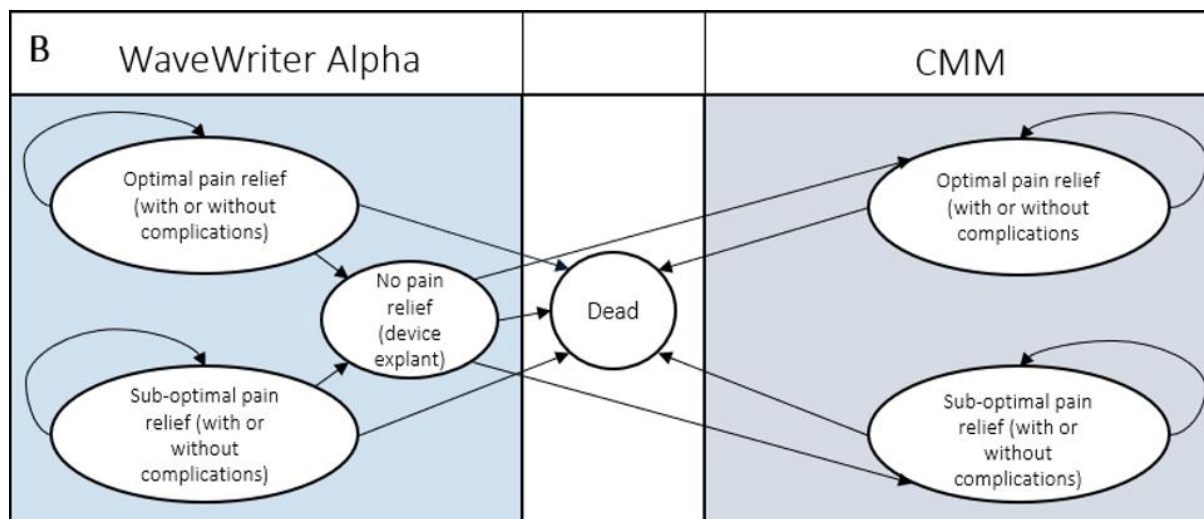 B
WaveWriter Alpha
CMM
Optimal pain relief
(with or without
complications)
No pain
relief
(device
explant)
Sub-optimal pain
relief (with or
without
complications)
Dead
Optimal pain relief
(with or without
complications
Sub-optimal pain
relief (with or
without
complications)